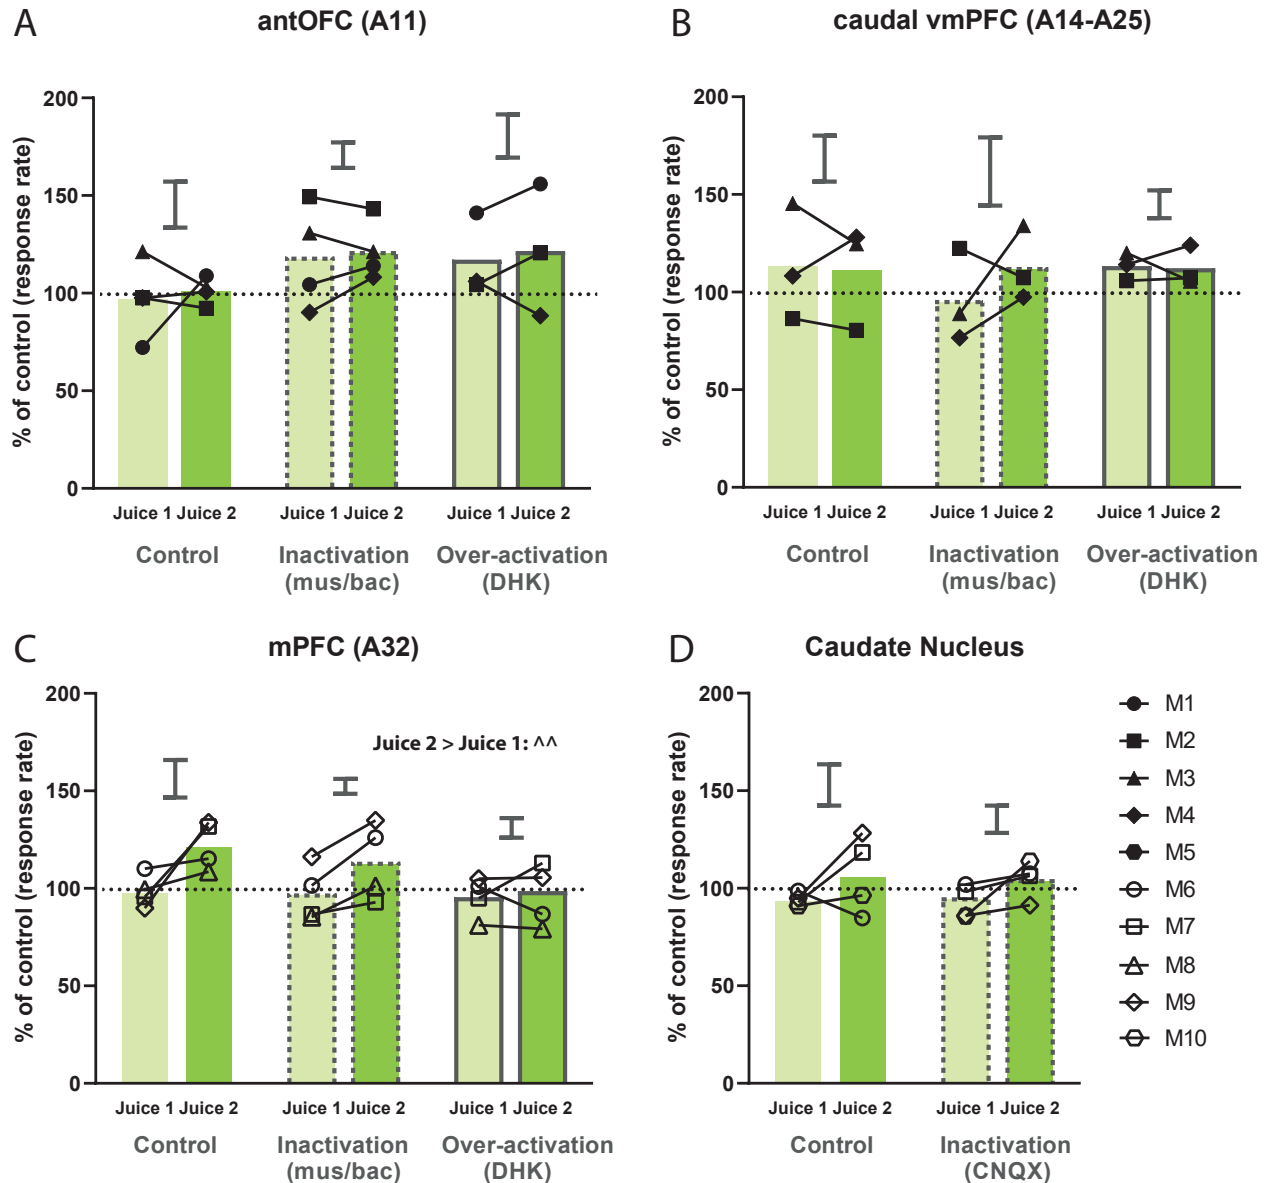 A
antOFC (A11)
% of control (response rate)
200
150
100
50
0
Juice 1 Juice 2
Juice 1 Juice 2
Juice 1 Juice 2
Control
Inactivation
(mus/bac)
Over-activation
(DHK)
B
caudal vmPFC (A14-A25)
% of control (response rate)
200
150
100
50
0
Juice 1 Juice 2
Juice 1 Juice 2
Juice 1 Juice 2
Control
Inactivation
(mus/bac)
Over-activation
(DHK)
C
mPFC (A32)
% of control (response rate)
200
150
100
50
0
Juice 2 > Juice 1: ^^
Juice 1 Juice 2
Juice 1 Juice 2
Juice 1 Juice 2
Control
Inactivation
(mus/bac)
Over-activation
(DHK)
D
Caudate Nucleus
% of control (response rate)
200
150
100
50
0
Juice 1 Juice 2
Juice 1 Juice 2
Control
Inactivation
(CNQX)
M1
M2
M3
M4
M5
M6
M7
M8
M9
M10